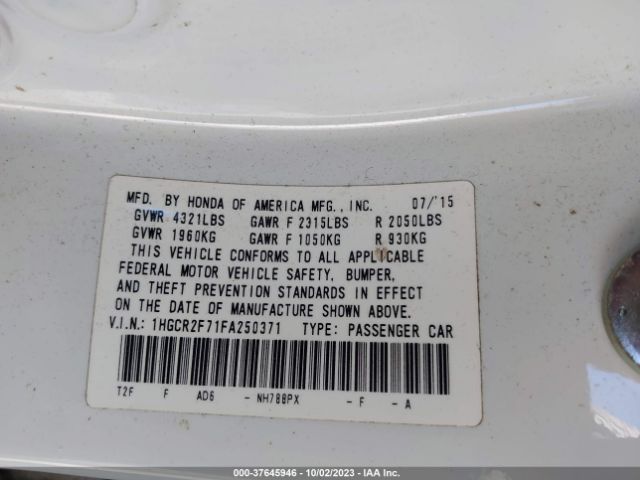 MFD. BY HONDA OF AMERICA MFG., INC. 07/'15
GVWR 4321LBS GAWR F 2315LBS R 2050LBS
GVWR 1960KG GAWR F 1050KG R 930KG
THIS VEHICLE CONFORMS TO ALL APPLICABLE
FEDERAL MOTOR VEHICLE SAFETY, BUMPER,
AND THEFT PREVENTION STANDARDS IN EFFECT
ON THE DATE OF MANUFACTURE SHOWN ABOVE.
V.I.N.: 1HGCR2F71FA250371 TYPE: PASSENGER CAR
T2F F AD6 - NH788PX - F - A
000-37645946 | 10/02/2023 | IAA Inc.